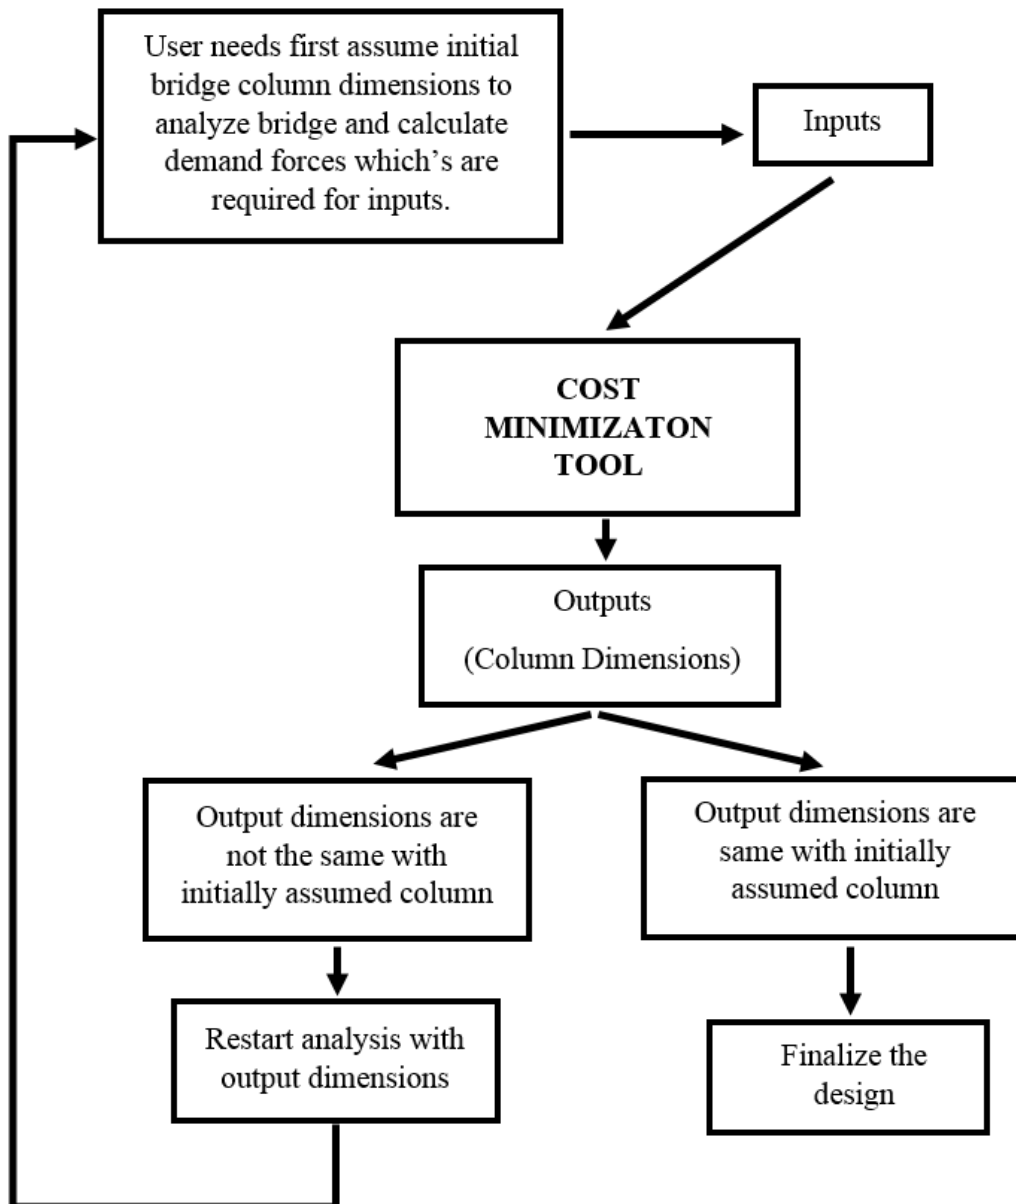 User needs first assume initial
bridge column dimensions to
analyze bridge and calculate
demand forces which’s are
required for inputs.
Inputs
COST
MINIMIZATON
TOOL
Outputs
(Column Dimensions)
Output dimensions are
not the same with
initially assumed column
Output dimensions are
same with initially
assumed column
Restart analysis with
output dimensions
Finalize the
design